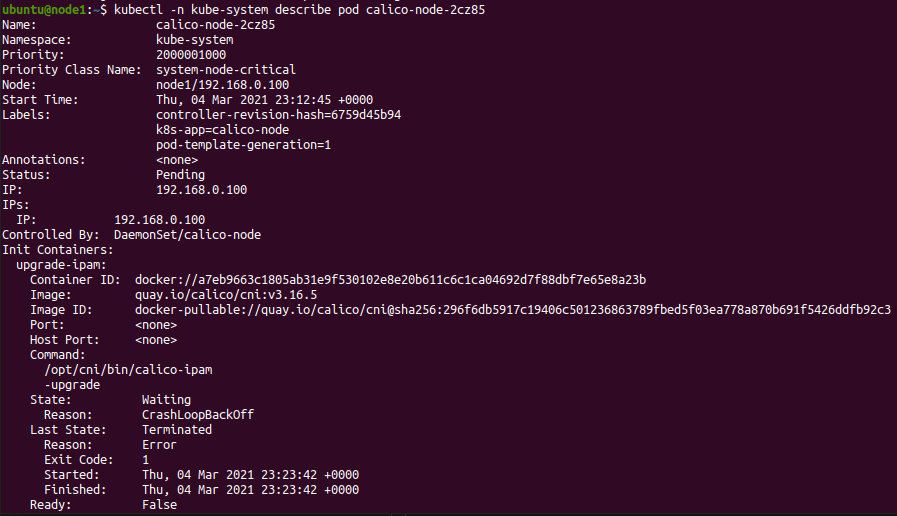 ubuntu@node1:~$ kubectl -n kube-system describe pod calico-node-2cz85
Name:                 calico-node-2cz85
Namespace:            kube-system
Priority:             2000001000
Priority Class Name:  system-node-critical
Node:                 node1/192.168.0.100
Start Time:           Thu, 04 Mar 2021 23:12:45 +0000
Labels:               controller-revision-hash=6759d45b94
                      k8s-app=calico-node
                      pod-template-generation=1
Annotations:          <none>
Status:               Pending
IP:                   192.168.0.100
IPs:
  IP:           192.168.0.100
Controlled By:  DaemonSet/calico-node
Init Containers:
  upgrade-ipam:
    Container ID:  docker://a7eb9663c1805ab31e9f530102e8e20b611c6c1ca04692d7f88dbf7e65e8a23b
    Image:         quay.io/calico/cni:v3.16.5
    Image ID:      docker-pullable://quay.io/calico/cni@sha256:296f6db5917c19406c501236863789fbed5f03ea778a870b691f5426ddfb92c3
    Port:          <none>
    Host Port:     <none>
    Command:
      /opt/cni/bin/calico-ipam
      -upgrade
    State:          Waiting
      Reason:       CrashLoopBackOff
    Last State:     Terminated
      Reason:       Error
      Exit Code:    1
      Started:      Thu, 04 Mar 2021 23:23:42 +0000
      Finished:     Thu, 04 Mar 2021 23:23:42 +0000
    Ready:          False